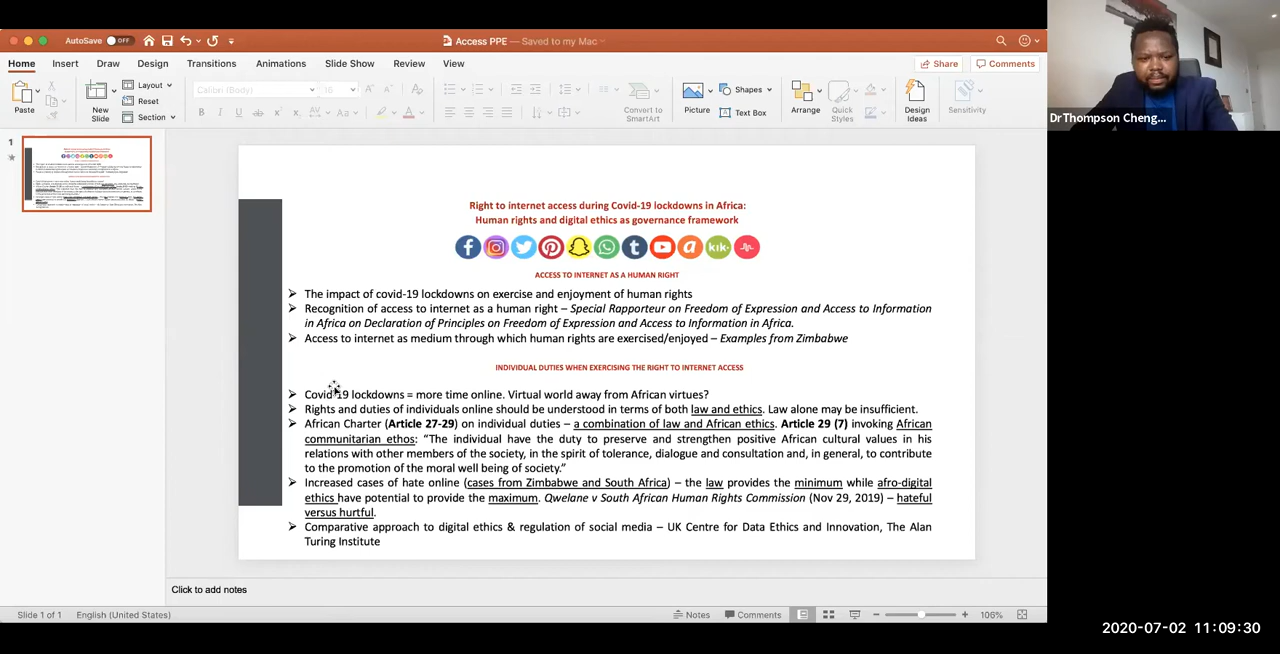 AutoSave OFF
Access PPE — Saved to my Mac
Home Insert Draw Design Transitions Animations Slide Show Review View Share Comments
Paste
New Slide
Layout
Reset
Section
Calibri (Body) 16
Convert to SmartArt
Picture
Shapes
Text Box
Arrange
Quick Styles
Design Ideas
Sensitivity
DrThompson Cheng...
1
Right to internet access during Covid-19 lockdowns in Africa:
Human rights and digital ethics as governance framework
kik.
ACCESS TO INTERNET AS A HUMAN RIGHT
The impact of covid-19 lockdowns on exercise and enjoyment of human rights
Recognition of access to internet as a human right – Special Rapporteur on Freedom of Expression and Access to Information
in Africa on Declaration of Principles on Freedom of Expression and Access to Information in Africa.
Access to internet as medium through which human rights are exercised/enjoyed – Examples from Zimbabwe
INDIVIDUAL DUTIES WHEN EXERCISING THE RIGHT TO INTERNET ACCESS
Covid-19 lockdowns = more time online. Virtual world away from African virtues?
Rights and duties of individuals online should be understood in terms of both law and ethics. Law alone may be insufficient.
African Charter (Article 27-29) on individual duties – a combination of law and African ethics. Article 29 (7) invoking African
communitarian ethos: “The individual have the duty to preserve and strengthen positive African cultural values in his
relations with other members of the society, in the spirit of tolerance, dialogue and consultation and, in general, to contribute
to the promotion of the moral well being of society.”
Increased cases of hate online (cases from Zimbabwe and South Africa) – the law provides the minimum while afro-digital
ethics have potential to provide the maximum. Qwelane v South African Human Rights Commission (Nov 29, 2019) – hateful
versus hurtful.
Comparative approach to digital ethics & regulation of social media – UK Centre for Data Ethics and Innovation, The Alan
Turing Institute
Click to add notes
Slide 1 of 1 English (United States) Notes Comments 106%
2020-07-02 11:09:30